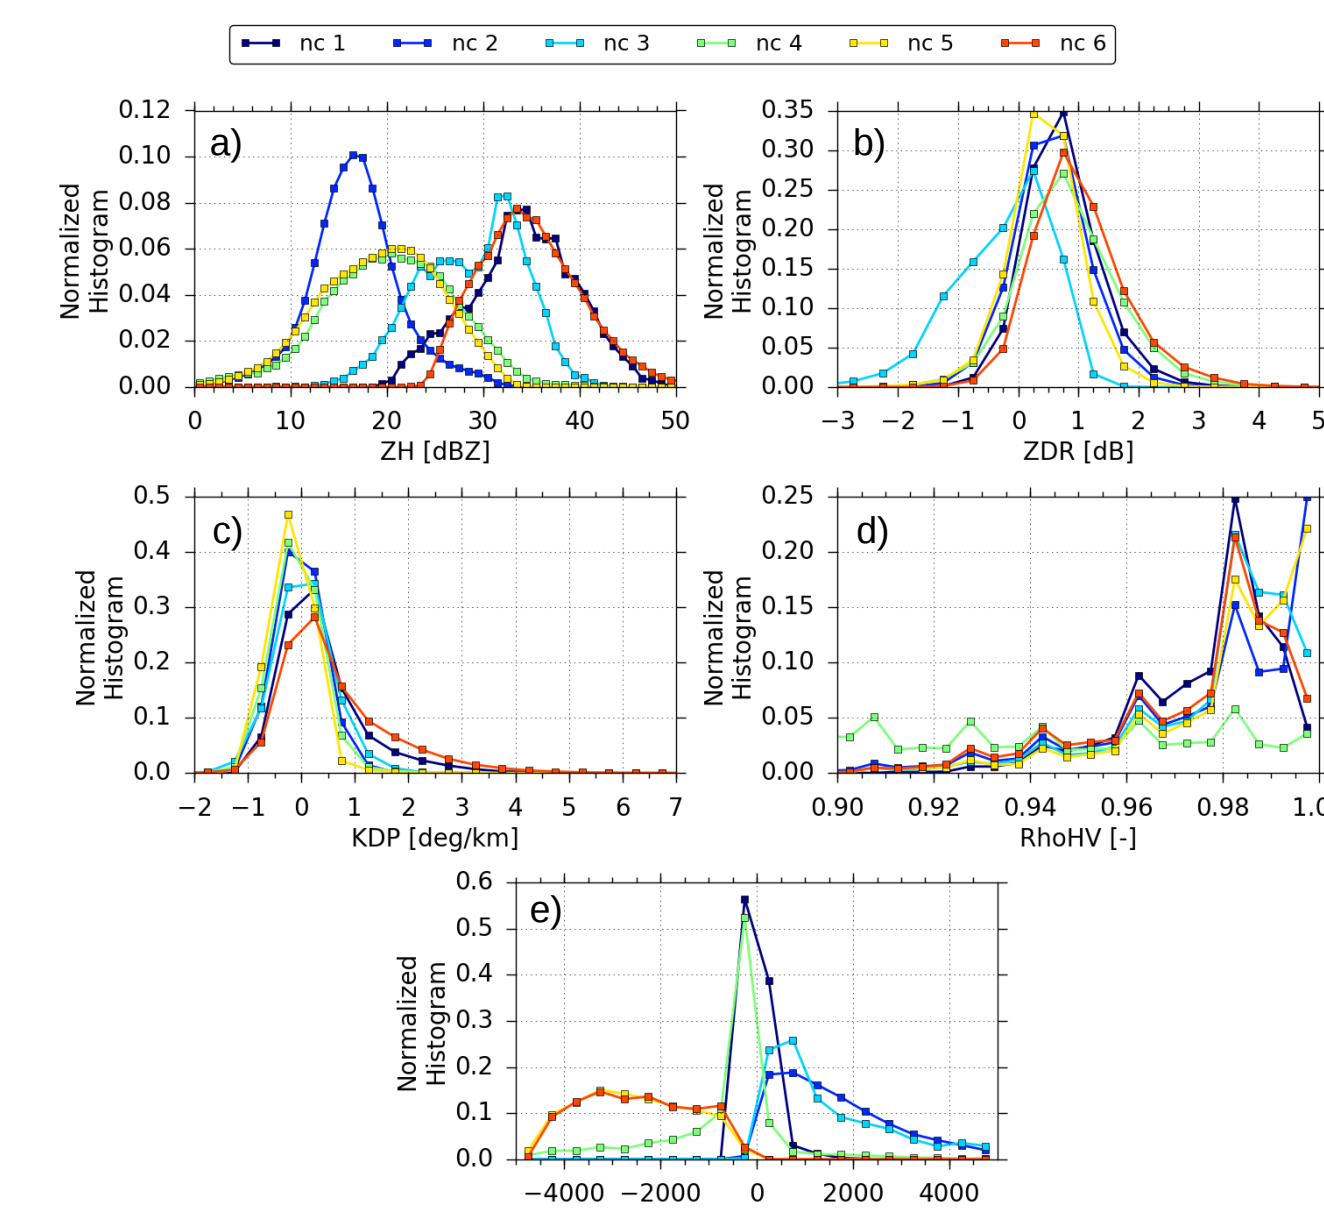 nc 1 nc 2 nc 3 nc 4 nc 5 nc 6
a)
Normalized
Histogram
0.12
0.10
0.08
0.06
0.04
0.02
0.00
0 10 20 30 40 50
ZH [dBZ]
b)
Normalized
Histogram
0.35
0.30
0.25
0.20
0.15
0.10
0.05
0.00
−3 −2 −1 0 1 2 3 4 5
ZDR [dB]
c)
Normalized
Histogram
0.5
0.4
0.3
0.2
0.1
0.0
−2 −1 0 1 2 3 4 5 6 7
KDP [deg/km]
d)
Normalized
Histogram
0.25
0.20
0.15
0.10
0.05
0.00
0.90 0.92 0.94 0.96 0.98 1.0
RhoHV [-]
e)
Normalized
Histogram
0.6
0.5
0.4
0.3
0.2
0.1
0.0
−4000 −2000 0 2000 4000